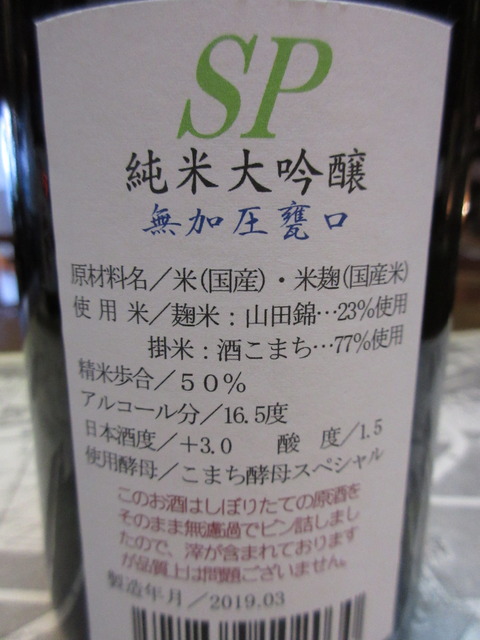 SP
純米大吟醸
無加圧甕口
原材料名／米(国産)・米麹(国産米)
使用米／麹米：山田錦…23%使用
掛米：酒こまち…77%使用
精米歩合／５０％
アルコール分／16.5度
日本酒度／＋3.0　酸　度／1.5
使用酵母／こまち酵母スペシャル
このお酒はしぼりたての原酒を
そのまま無濾過でビン詰しまし
たので、滓が含まれております
が品質上は問題ございません。
製造年月／2019.03